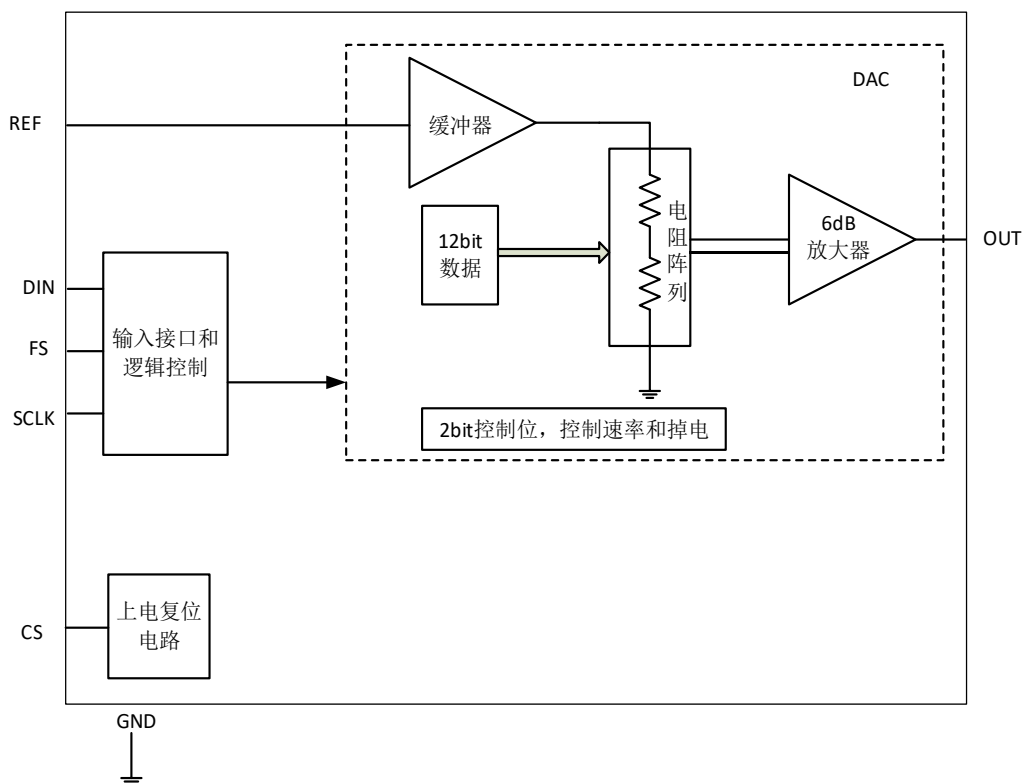 DAC
REF
缓冲器
电
阻
阵
列
12bit
数据
6dB
放大器
OUT
DIN
FS
SCLK
输入接口和
逻辑控制
2bit控制位，控制速率和掉电
CS
上电复位
电路
GND